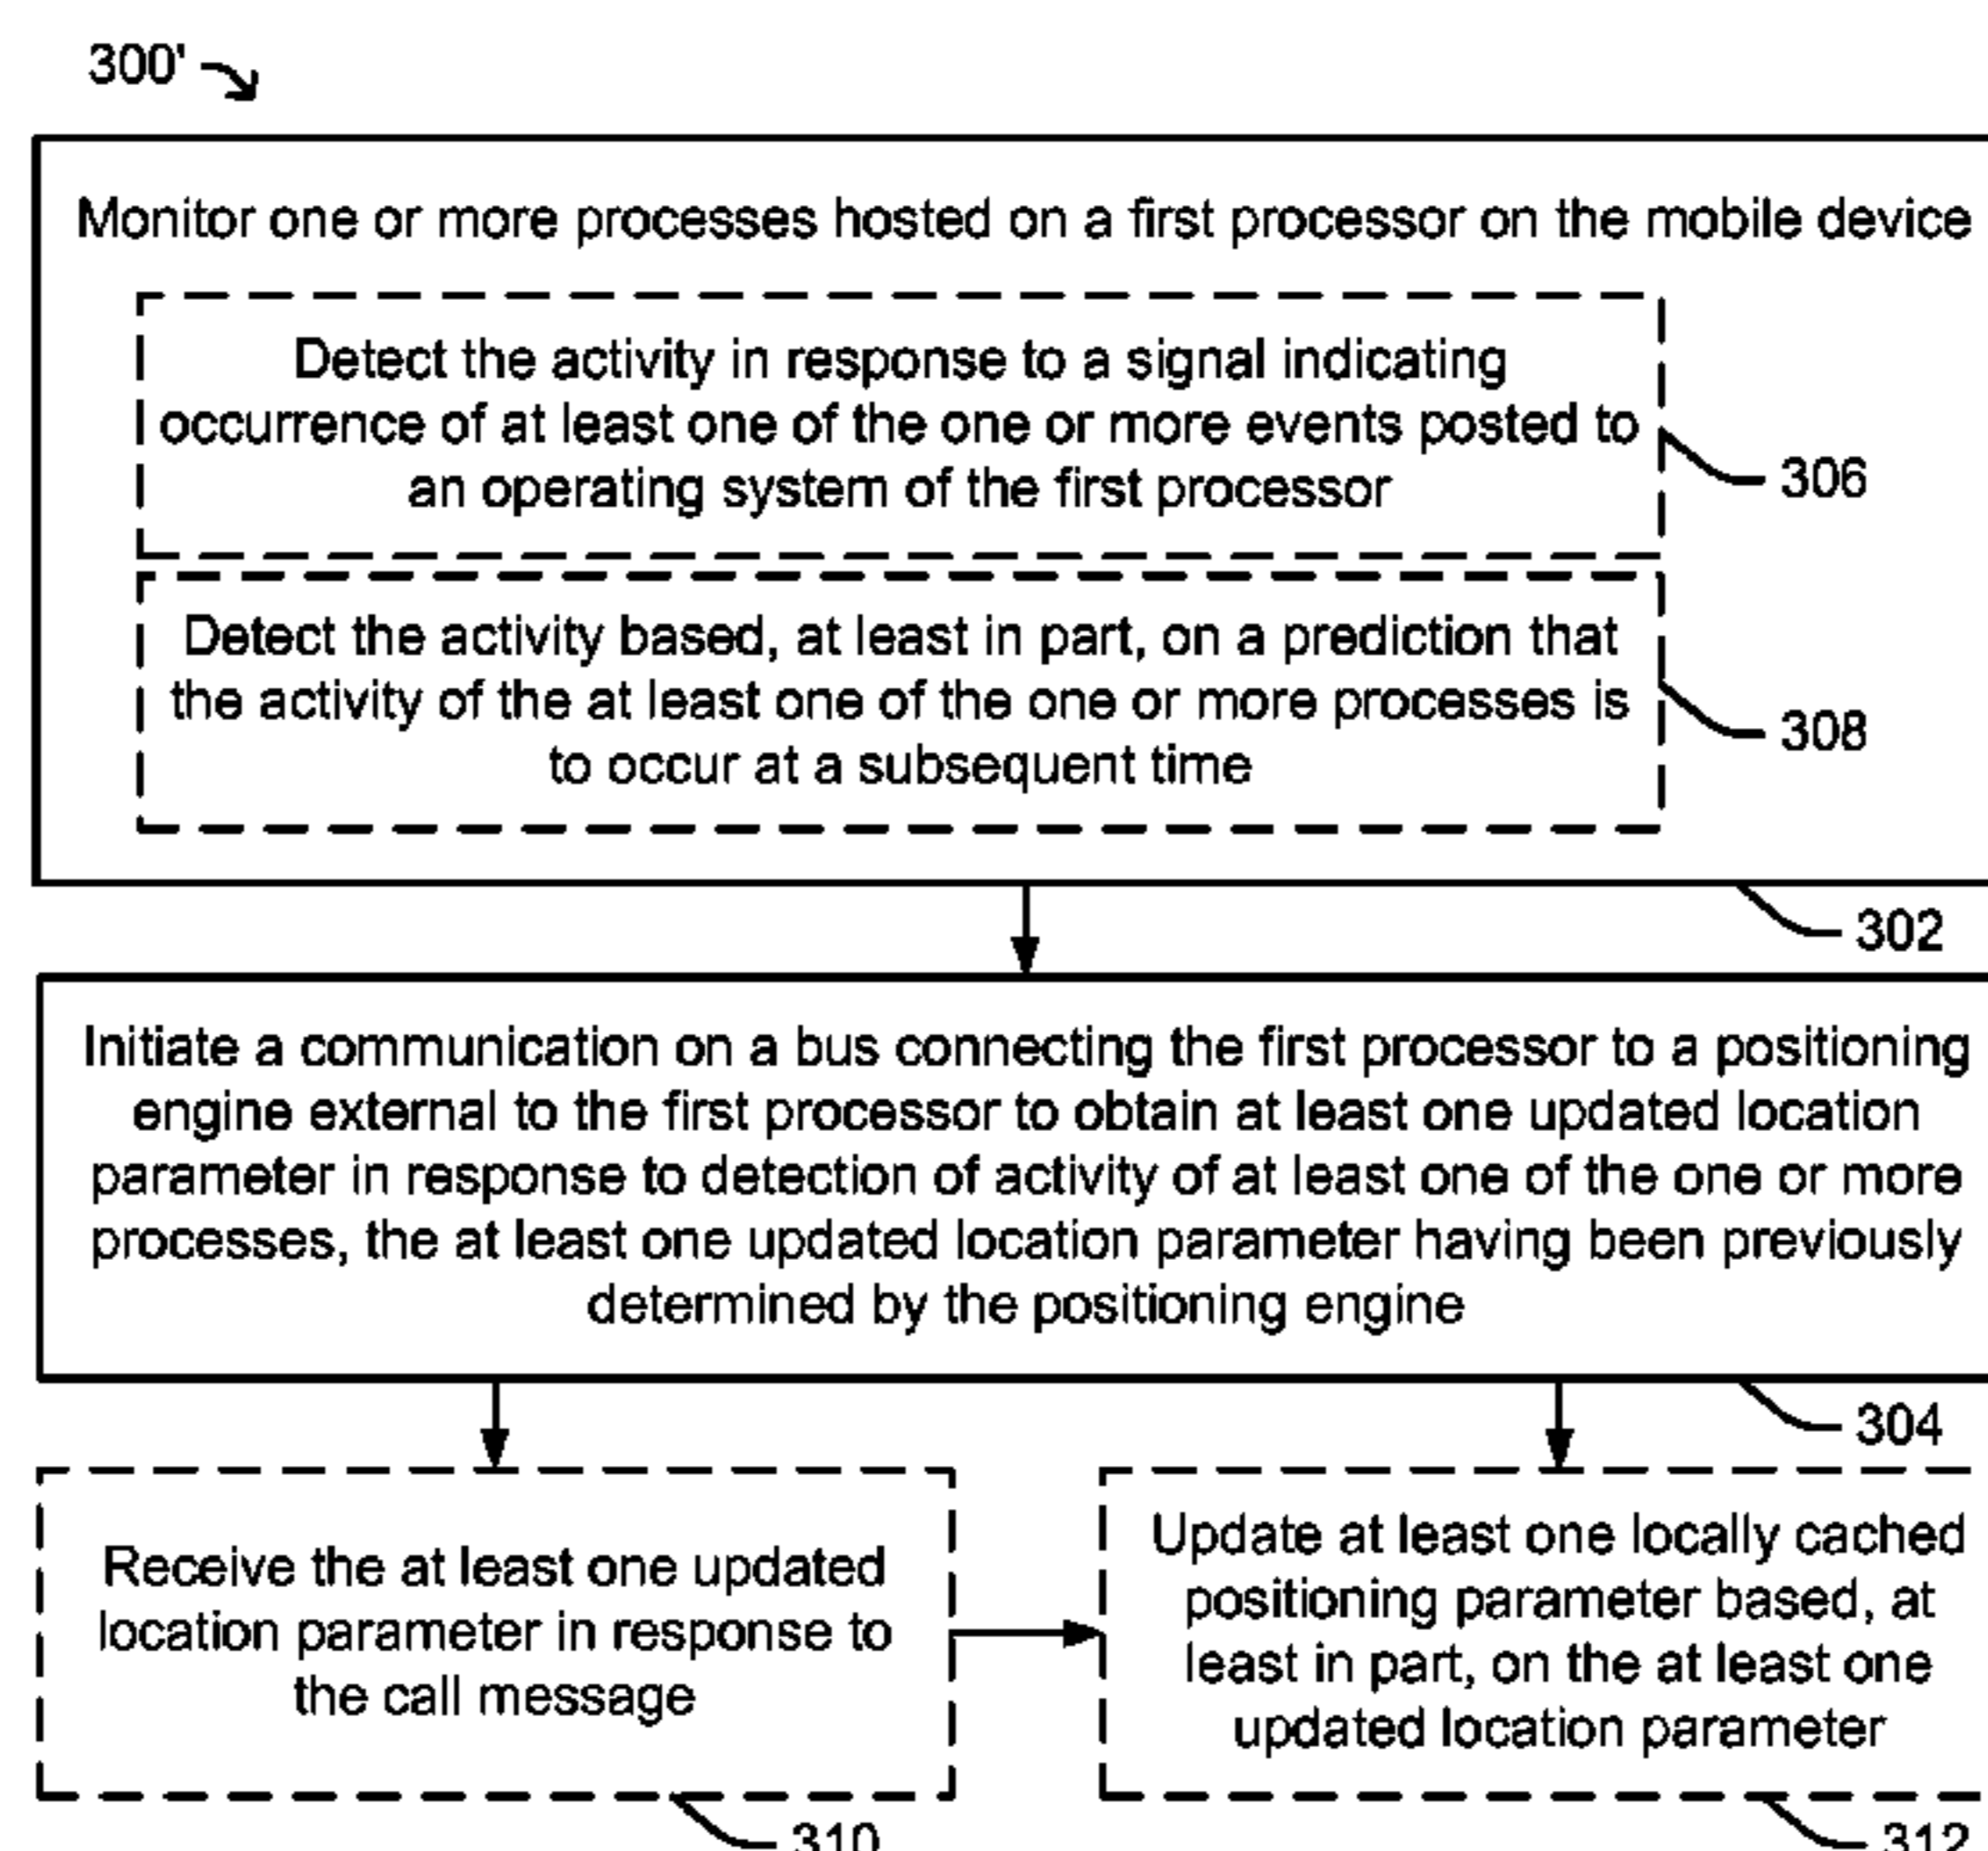 300'
Monitor one or more processes hosted on a first processor on the mobile device
Detect the activity in response to a signal indicating
occurrence of at least one of the one or more events posted to
an operating system of the first processor
306
Detect the activity based, at least in part, on a prediction that
the activity of the at least one of the one or more processes is
to occur at a subsequent time
308
302
Initiate a communication on a bus connecting the first processor to a positioning
engine external to the first processor to obtain at least one updated location
parameter in response to detection of activity of at least one of the one or more
processes, the at least one updated location parameter having been previously
determined by the positioning engine
304
Receive the at least one updated
location parameter in response to
the call message
310
Update at least one locally cached
positioning parameter based, at
least in part, on the at least one
updated location parameter
312